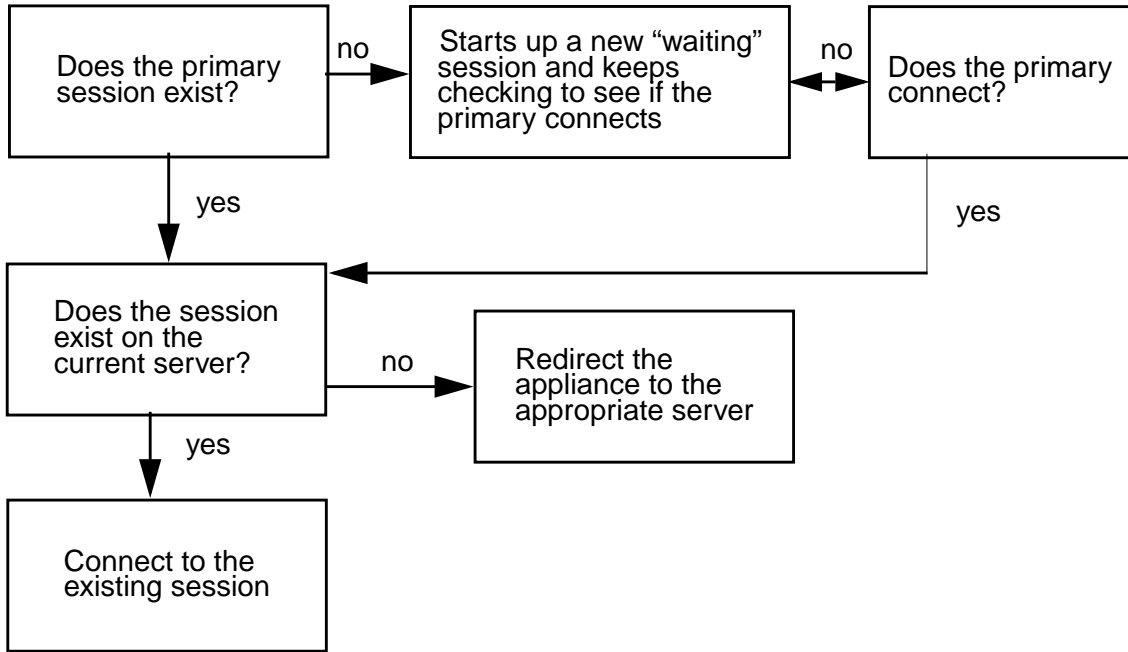 Does the primary
session exist?
no
Starts up a new “waiting”
session and keeps
checking to see if the
primary connects
no
Does the primary
connect?
yes
yes
Does the session
exist on the
current server?
no
Redirect the
appliance to the
appropriate server
yes
Connect to the
existing session